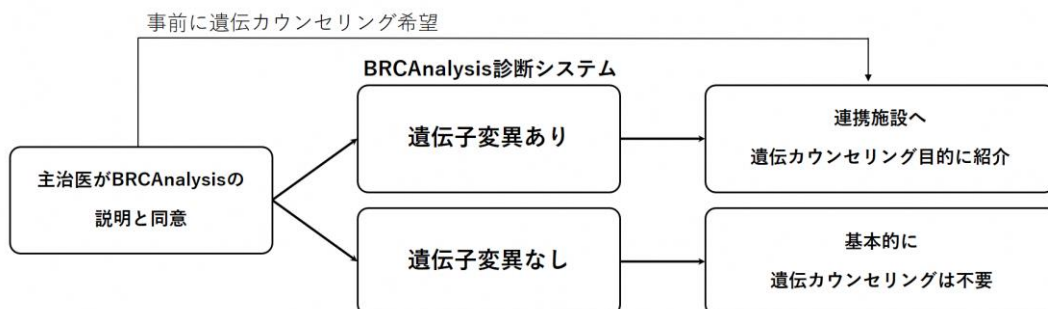 事前に遺伝カウンセリング希望
BRCAnalysis診断システム
主治医がBRCAnalysisの
説明と同意
遺伝子変異あり
連携施設へ
遺伝カウンセリング目的に紹介
遺伝子変異なし
基本的に
遺伝カウンセリングは不要